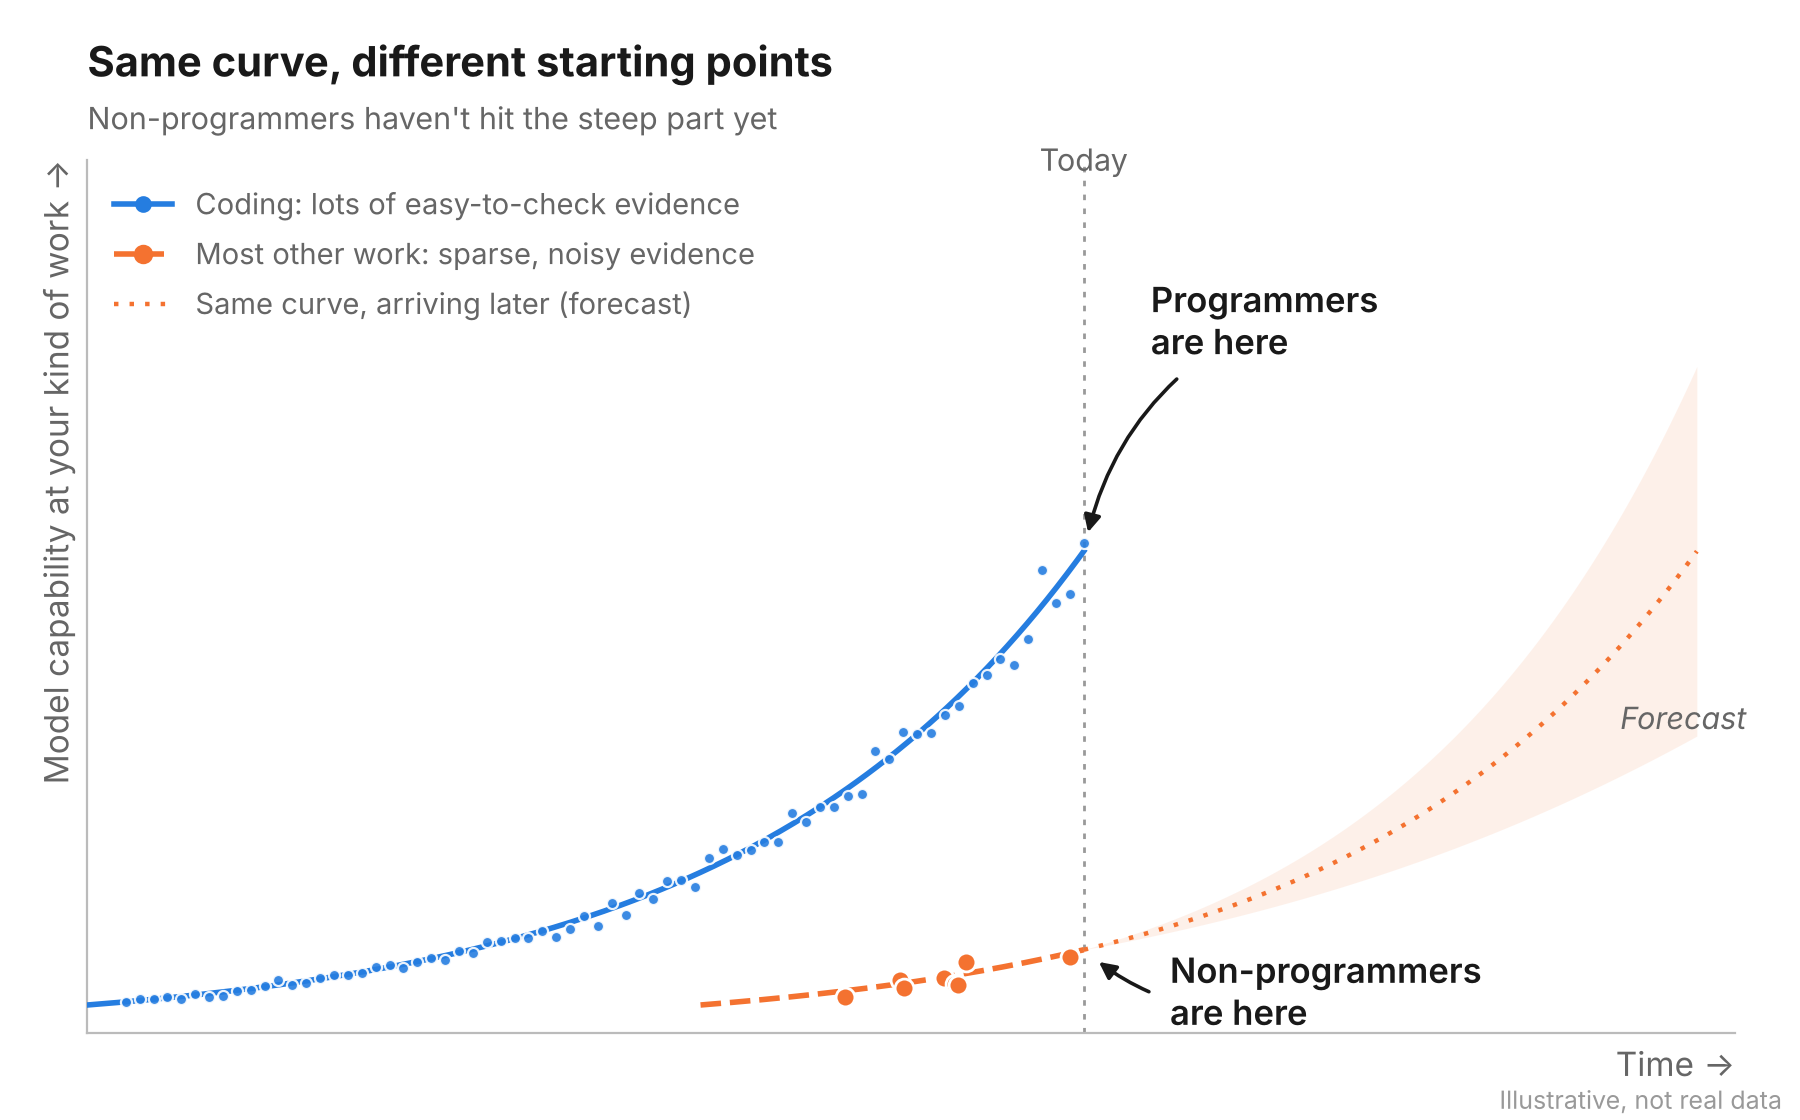 Same curve, different starting points
Non-programmers haven't hit the steep part yet
Today
Model capability at your kind of work →
Coding: lots of easy-to-check evidence
Most other work: sparse, noisy evidence
Same curve, arriving later (forecast)
Programmers
are here
Forecast
Non-programmers
are here
Time →
Illustrative, not real data